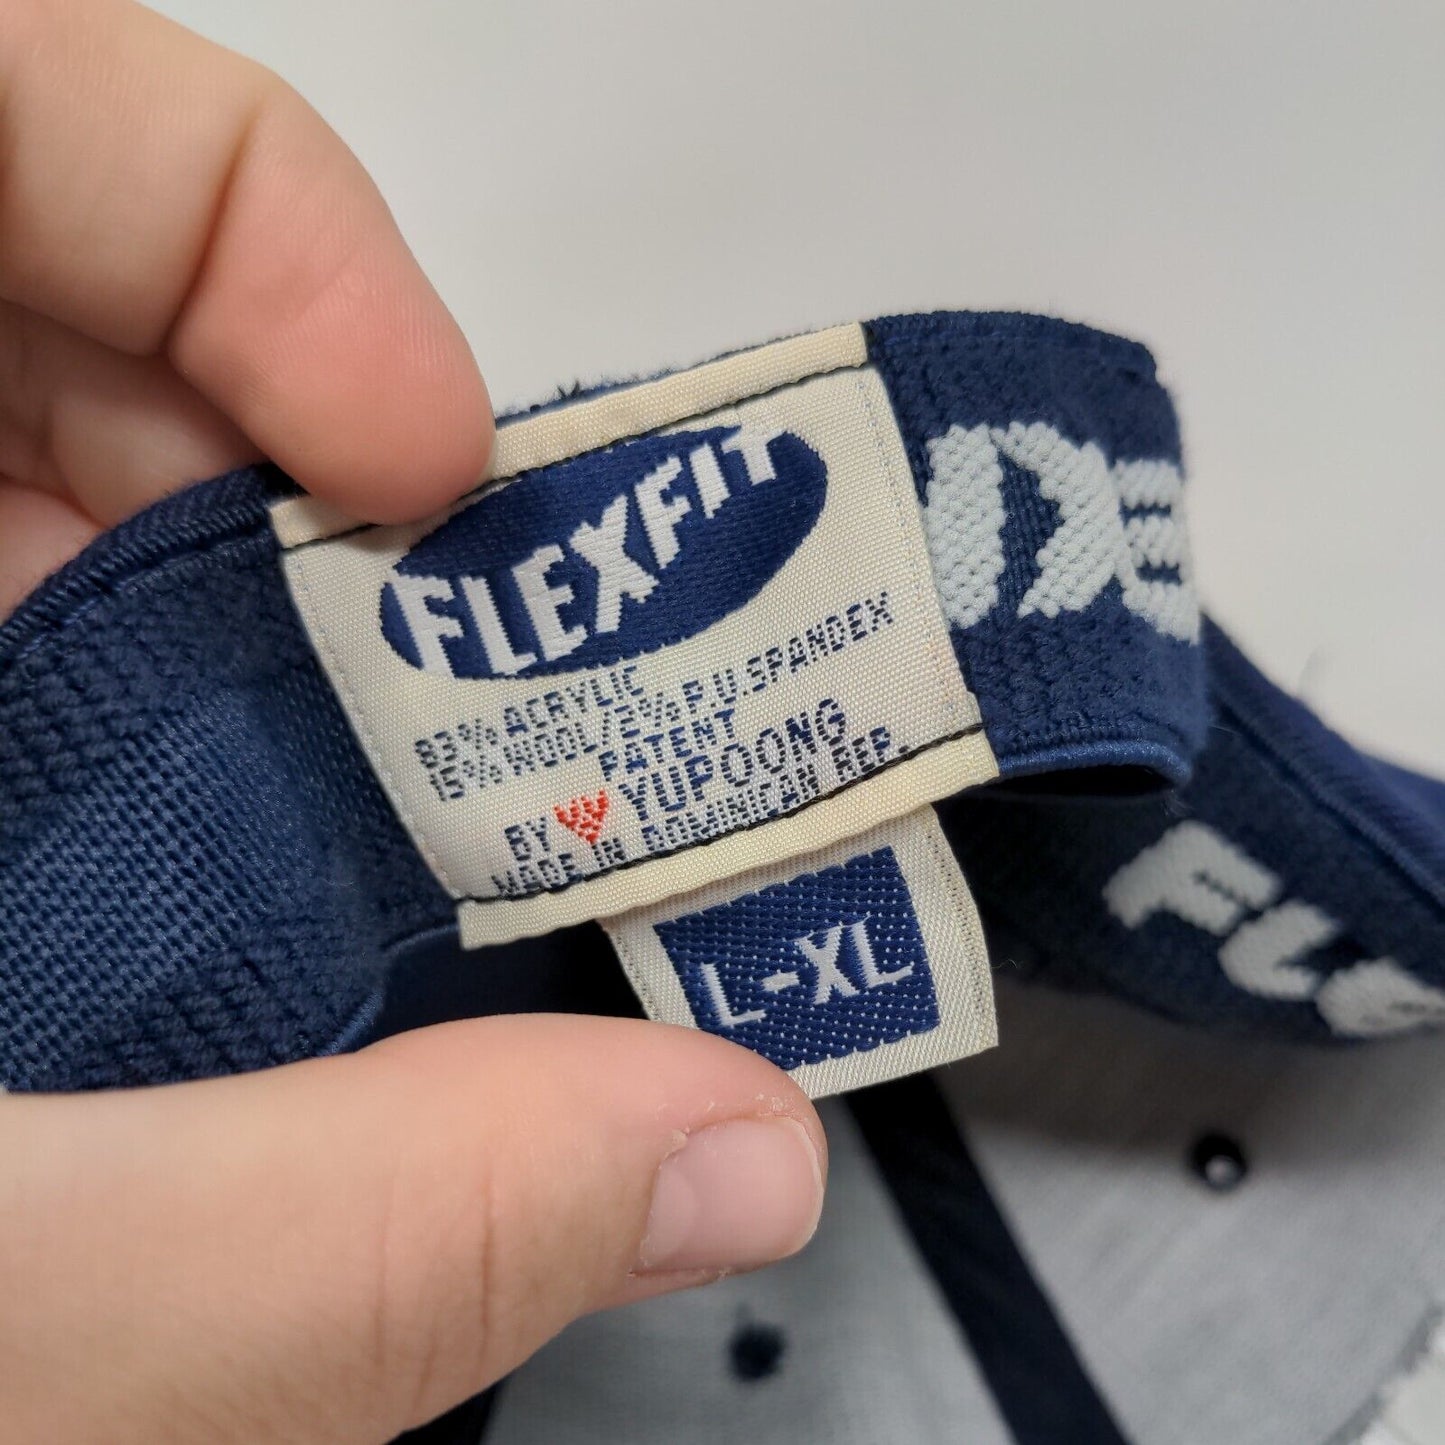 FLEXFIT
83% ACRYLIC
15% WOOL/2% P.U.SPANDEX
PATENT
BY YUPOONG
MADE IN DOMINICAN REP.
L-XL